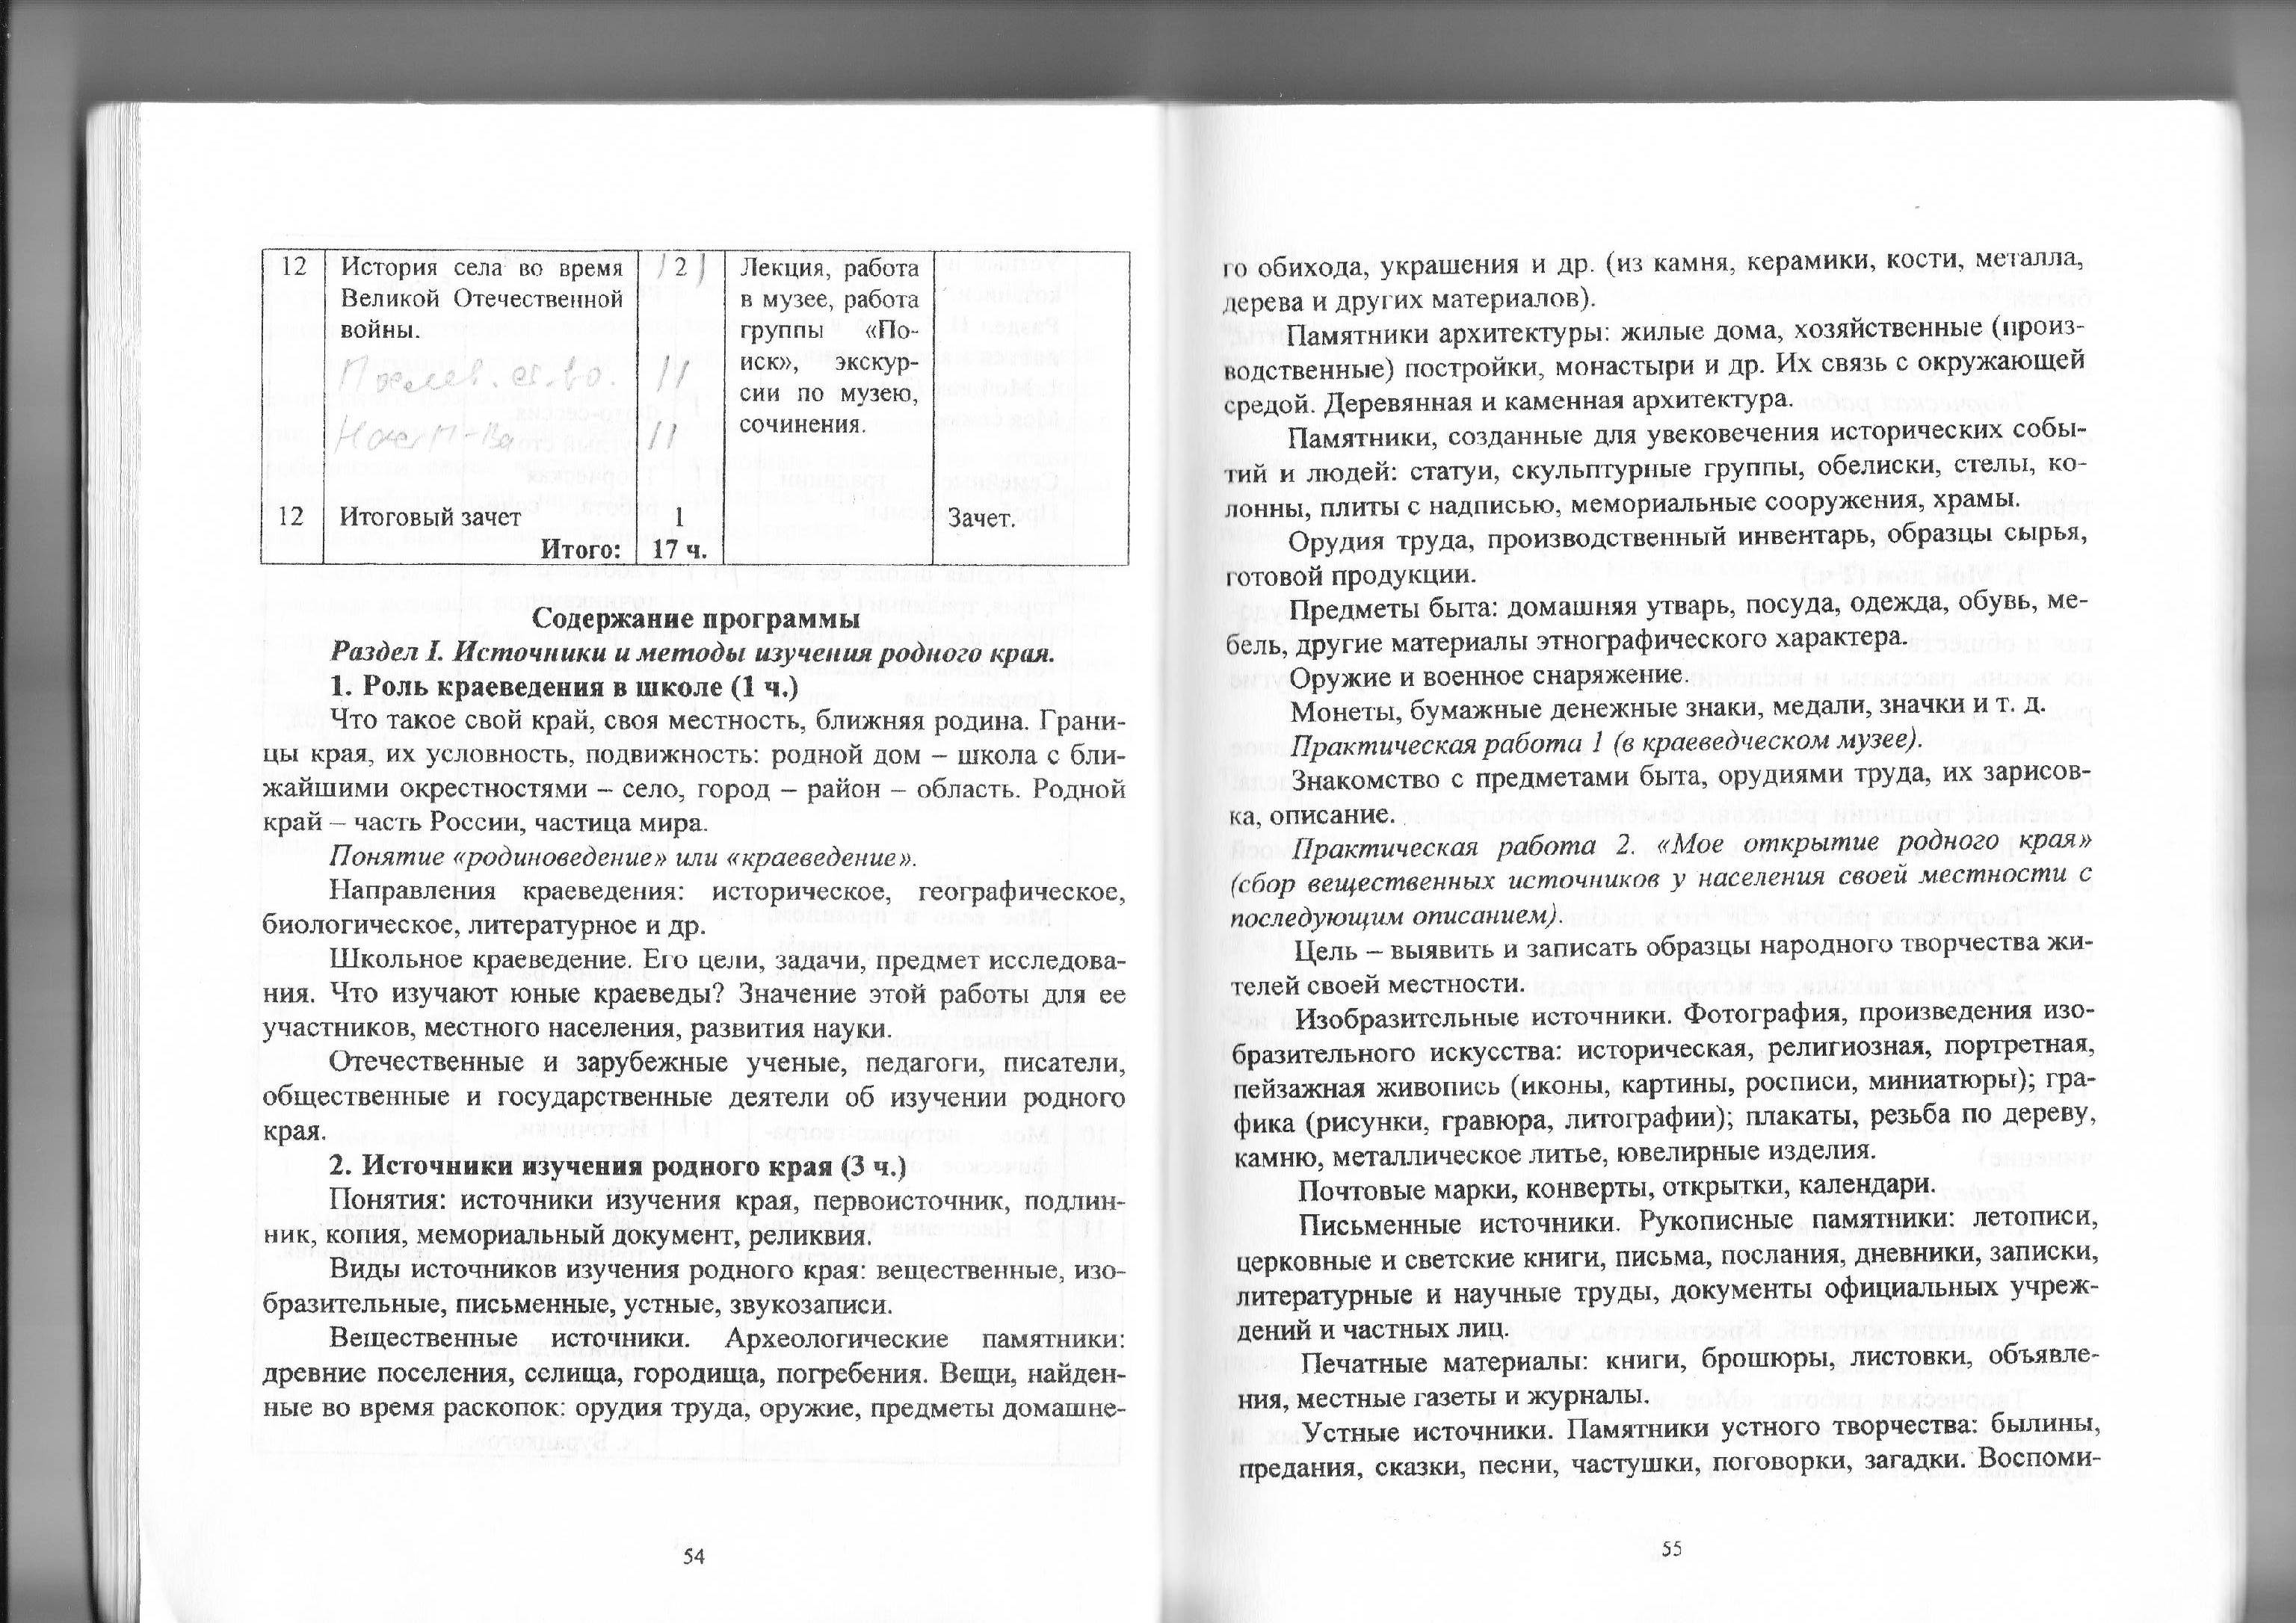 12 История села во время 2 Лекция, работа
Великой Отечественной в музее, работа
войны. группы «По-
иск», экскур-
сии по музею,
сочинения.
12 Итоговый зачет 1 Зачет.
Итого: 17 ч.
Содержание программы
Раздел I. Источники и методы изучения родного края.
1. Роль краеведения в школе (1 ч.)
Что такое свой край, своя местность, ближняя родина. Грани-
цы края, их условность, подвижность: родной дом – школа с бли-
жайшими окрестностями – село, город – район – область. Родной
край – часть России, частица мира.
Понятие «родиноведение» или «краеведение».
Направления краеведения: историческое, географическое,
биологическое, литературное и др.
Школьное краеведение. Его цели, задачи, предмет исследова-
ния. Что изучают юные краеведы? Значение этой работы для ее
участников, местного населения, развития науки.
Отечественные и зарубежные ученые, педагоги, писатели,
общественные и государственные деятели об изучении родного
края.
2. Источники изучения родного края (3 ч.)
Понятия: источники изучения края, первоисточник, подлин-
ник, копия, мемориальный документ, реликвия.
Виды источников изучения родного края: вещественные, изо-
бразительные, письменные, устные, звукозаписи.
Вещественные источники. Археологические памятники:
древние поселения, селища, городища, погребения. Вещи, найден-
ные во время раскопок: орудия труда, оружие, предметы домашне-
54
го обихода, украшения и др. (из камня, керамики, кости, металла,
дерева и других материалов).
Памятники архитектуры: жилые дома, хозяйственные (произ-
водственные) постройки, монастыри и др. Их связь с окружающей
средой. Деревянная и каменная архитектура.
Памятники, созданные для увековечения исторических собы-
тий и людей: статуи, скульптурные группы, обелиски, стелы, ко-
лонны, плиты с надписью, мемориальные сооружения, храмы.
Орудия труда, производственный инвентарь, образцы сырья,
готовой продукции.
Предметы быта: домашняя утварь, посуда, одежда, обувь, ме-
бель, другие материалы этнографического характера.
Оружие и военное снаряжение.
Монеты, бумажные денежные знаки, медали, значки и т. д.
Практическая работа 1 (в краеведческом музее).
Знакомство с предметами быта, орудиями труда, их зарисов-
ка, описание.
Практическая работа 2. «Мое открытие родного края»
(сбор вещественных источников у населения своей местности с
последующим описанием).
Цель – выявить и записать образцы народного творчества жи-
телей своей местности.
Изобразительные источники. Фотография, произведения изо-
бразительного искусства: историческая, религиозная, портретная,
пейзажная живопись (иконы, картины, росписи, миниатюры); гра-
фика (рисунки, гравюра, литографии); плакаты, резьба по дереву,
камню, металлическое литье, ювелирные изделия.
Почтовые марки, конверты, открытки, календари.
Письменные источники. Рукописные памятники: летописи,
церковные и светские книги, письма, послания, дневники, записки,
литературные и научные труды, документы официальных учреж-
дений и частных лиц.
Печатные материалы: книги, брошюры, листовки, объявле-
ния, местные газеты и журналы.
Устные источники. Памятники устного творчества: былины,
предания, сказки, песни, частушки, поговорки, загадки. Воспоми-
55